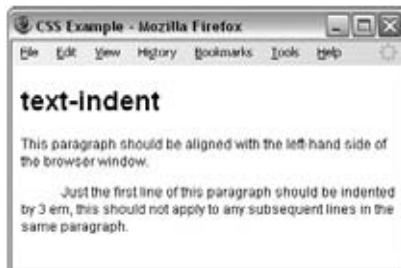 CSS Example - Mozilla Firefox
File Edit View History Bookmarks Tools Help
text-indent
This paragraph should be aligned with the left-hand side of
the browser window.
Just the first line of this paragraph should be indented
by 3 em, this should not apply to any subsequent lines in the
same paragraph.